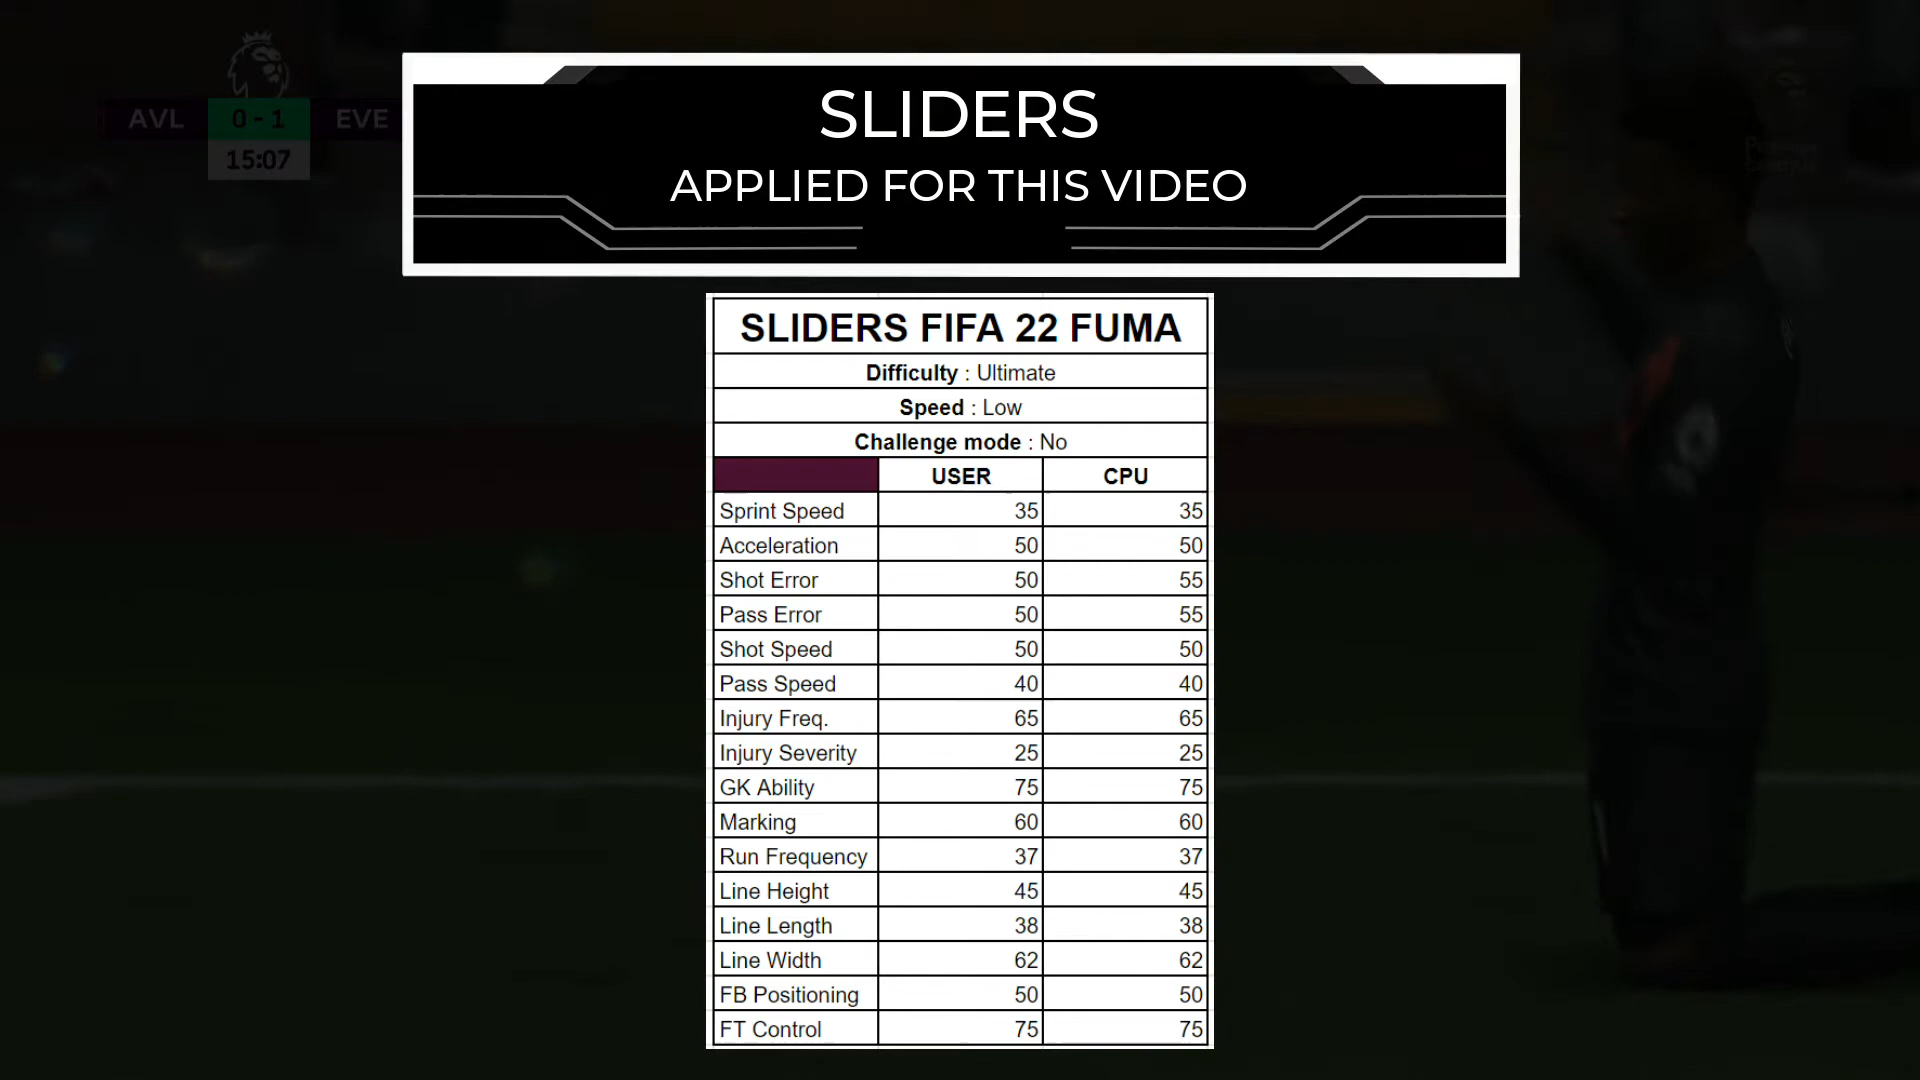 AVL 0 - 1 EVE
15:07
SLIDERS
APPLIED FOR THIS VIDEO
SLIDERS FIFA 22 FUMA
Difficulty : Ultimate
Speed : Low
Challenge mode : No
USER CPU
Sprint Speed 35 35
Acceleration 50 50
Shot Error 50 55
Pass Error 50 55
Shot Speed 50 50
Pass Speed 40 40
Injury Freq. 65 65
Injury Severity 25 25
GK Ability 75 75
Marking 60 60
Run Frequency 37 37
Line Height 45 45
Line Length 38 38
Line Width 62 62
FB Positioning 50 50
FT Control 75 75